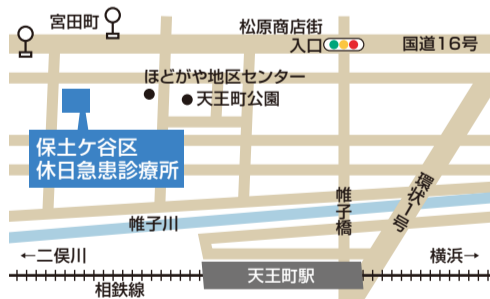 宮田町
松原商店街
入口
国道16号
ほどがや地区センター
天王町公園
保土ケ谷区
休日急患診療所
環状1号
帷子橋
帷子川
←二俣川
横浜→
天王町駅
相鉄線